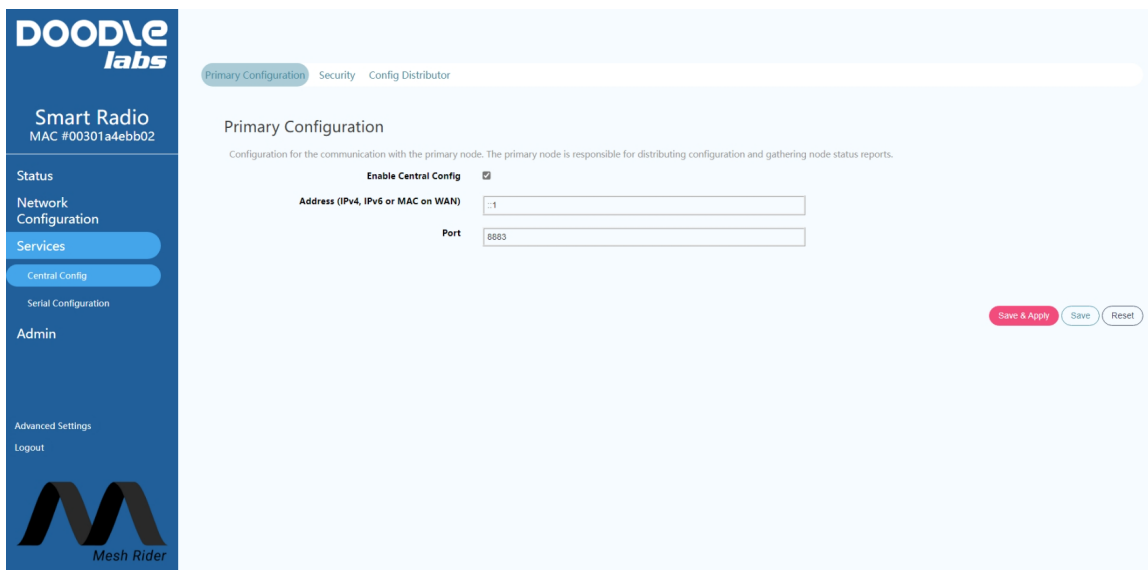 DOODLE
labs
Smart Radio
MAC #00301a4ebb02
Status
Network
Configuration
Services
Central Config
Serial Configuration
Admin
Advanced Settings
Logout
Mesh Rider
Primary Configuration Security Config Distributor
Primary Configuration
Configuration for the communication with the primary node. The primary node is responsible for distributing configuration and gathering node status reports.
Enable Central Config
Address (IPv4, IPv6 or MAC on WAN) ::1
Port 8883
Save & Apply Save Reset